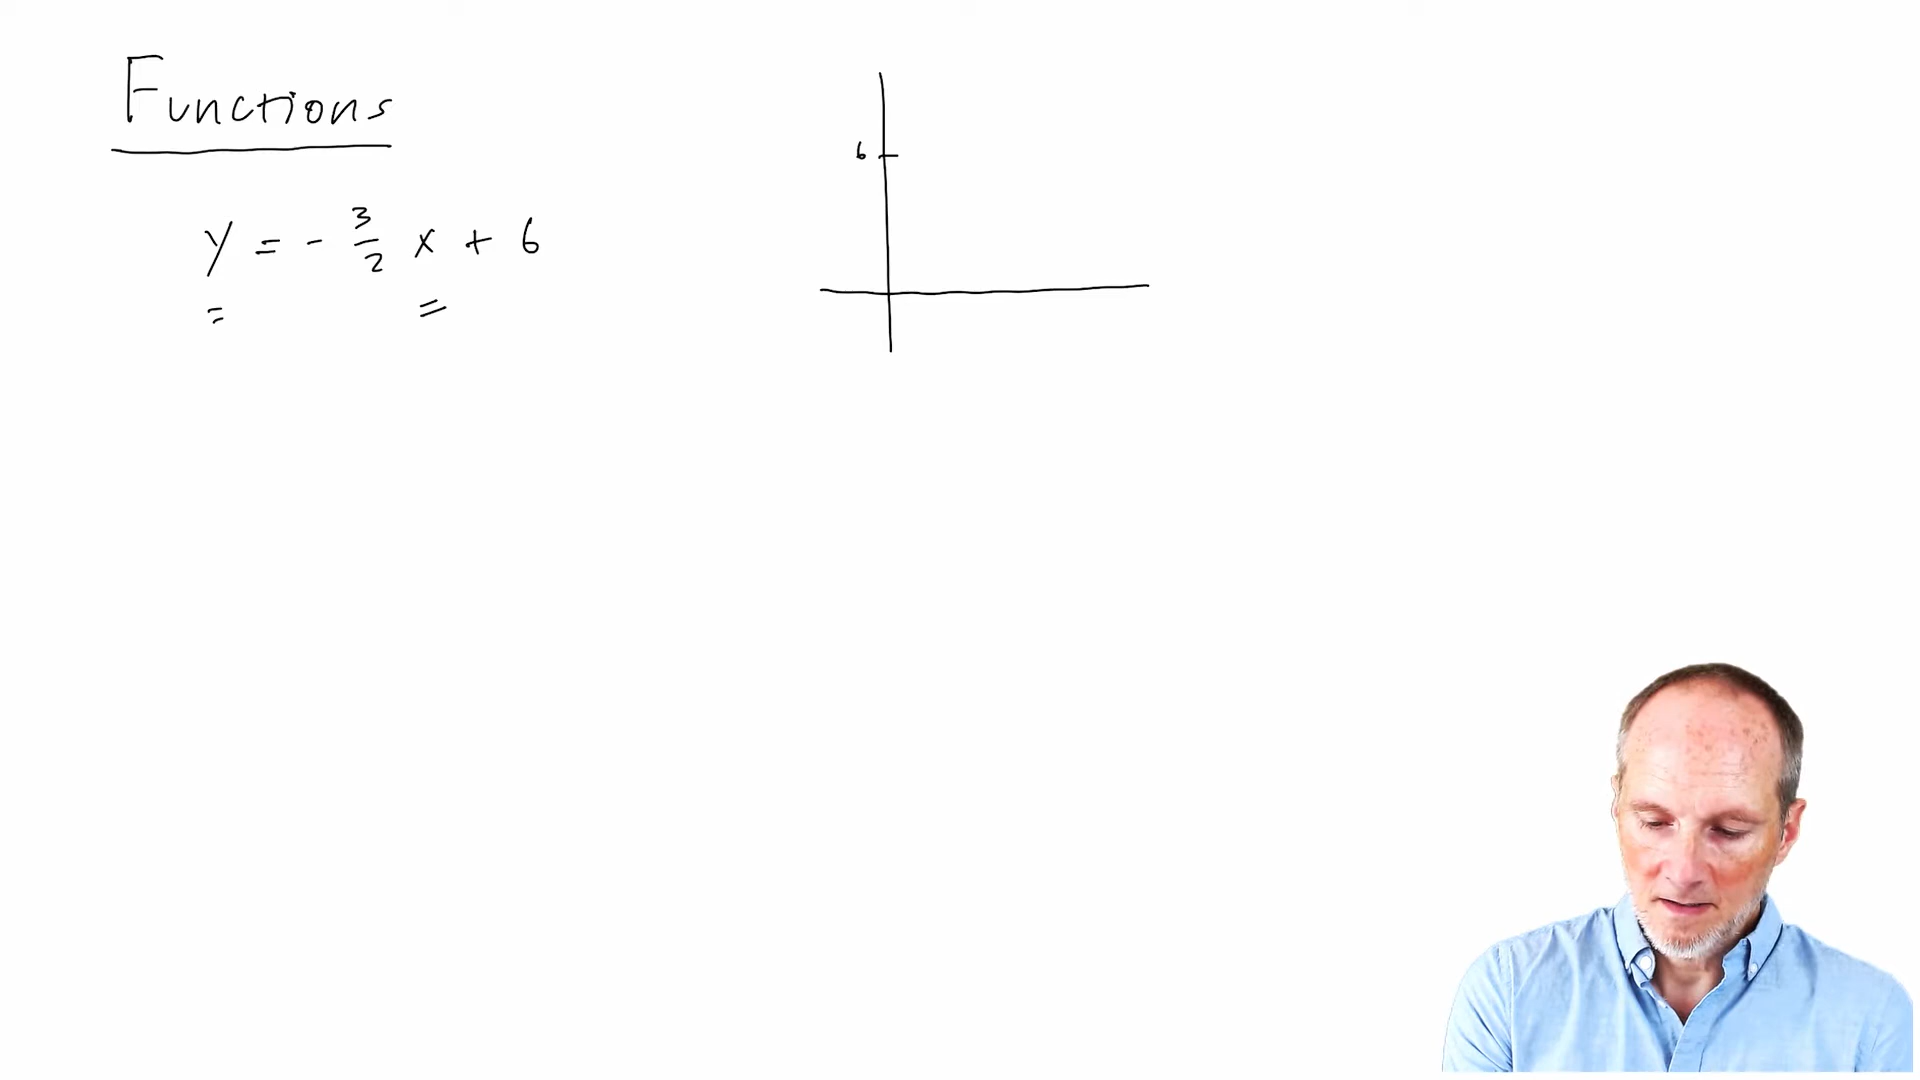 Functions
6
y = - 3/2 x + 6
= =